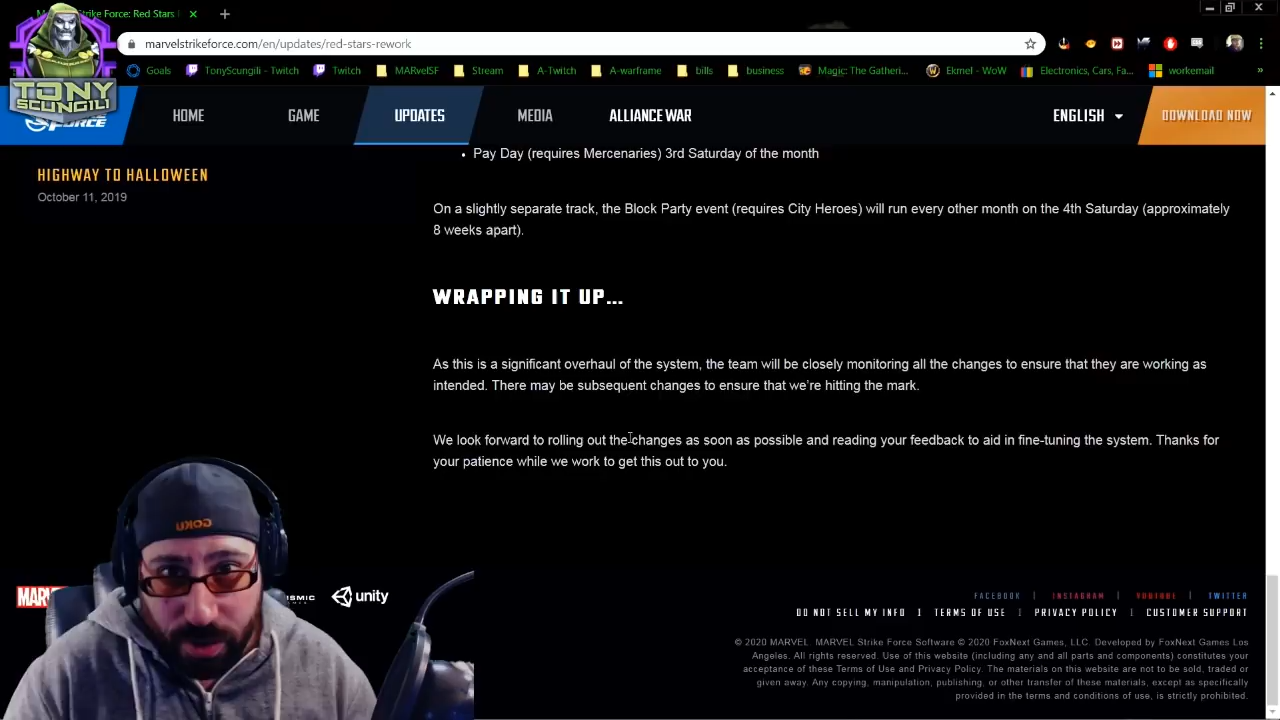 Strike Force: Red Stars
marvelstrikeforce.com/en/updates/red-stars-rework
Goals
TonyScungili - Twitch
Twitch
MARvelSF
Stream
A-Twitch
A-warframe
bills
business
Magic: The Gatheri...
Ekmel - WoW
Electronics, Cars, Fa...
workemail
»
TONY
SCUNGILI
FORCE
HOME
GAME
UPDATES
MEDIA
ALLIANCE WAR
ENGLISH
DOWNLOAD NOW
HIGHWAY TO HALLOWEEN
October 11, 2019
• Pay Day (requires Mercenaries) 3rd Saturday of the month
On a slightly separate track, the Block Party event (requires City Heroes) will run every other month on the 4th Saturday (approximately
8 weeks apart).
WRAPPING IT UP...
As this is a significant overhaul of the system, the team will be closely monitoring all the changes to ensure that they are working as
intended. There may be subsequent changes to ensure that we're hitting the mark.
We look forward to rolling out the changes as soon as possible and reading your feedback to aid in fine-tuning the system. Thanks for
your patience while we work to get this out to you.
GOKU
unity
FACEBOOK | INSTAGRAM | YOUTUBE | TWITTER
DO NOT SELL MY INFO | TERMS OF USE | PRIVACY POLICY | CUSTOMER SUPPORT
© 2020 MARVEL. MARVEL Strike Force Software © 2020 FoxNext Games, LLC. Developed by FoxNext Games Los
Angeles. All rights reserved. Use of this website (including any and all parts and components) constitutes your
acceptance of these Terms of Use and Privacy Policy. The materials on this website are not to be sold, traded or
given away. Any copying, manipulation, publishing, or other transfer of these materials, except as specifically
provided in the terms and conditions of use, is strictly prohibited.